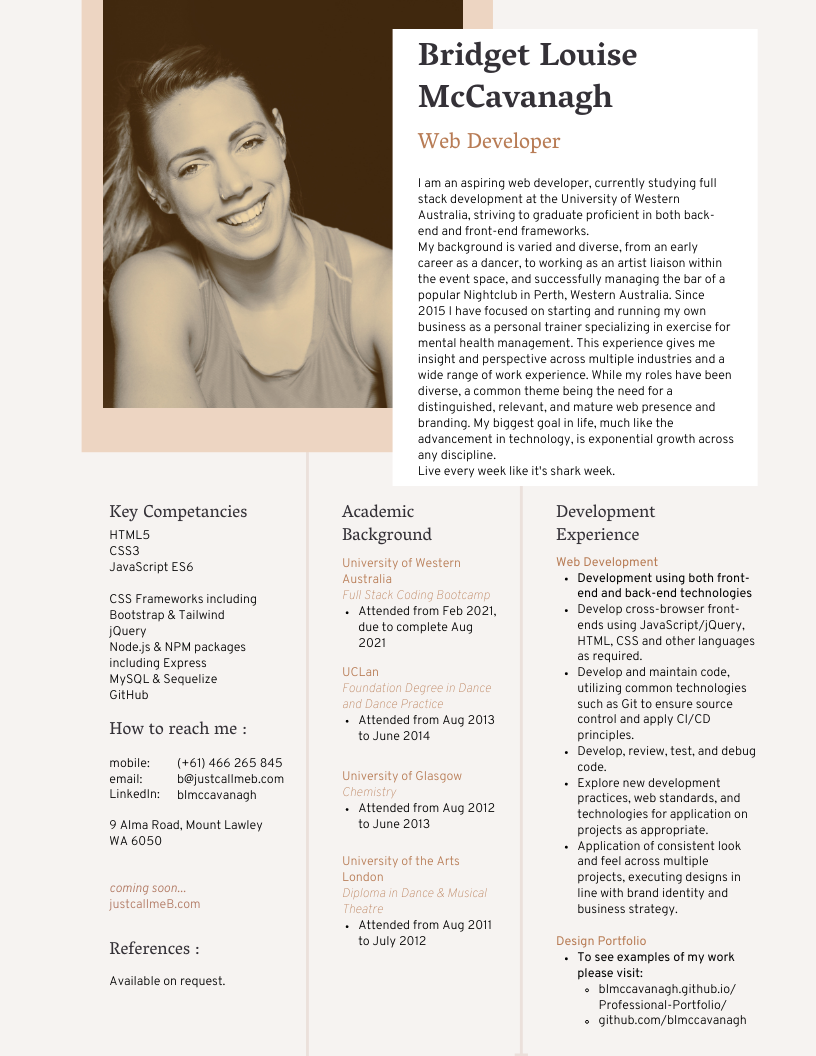 Bridget Louise
McCavanagh
Web Developer
I am an aspiring web developer, currently studying full
stack development at the University of Western
Australia, striving to graduate proficient in both back-
end and front-end frameworks.
My background is varied and diverse, from an early
career as a dancer, to working as an artist liaison within
the event space, and successfully managing the bar of a
popular Nightclub in Perth, Western Australia. Since
2015 I have focused on starting and running my own
business as a personal trainer specializing in exercise for
mental health management. This experience gives me
insight and perspective across multiple industries and a
wide range of work experience. While my roles have been
diverse, a common theme being the need for a
distinguished, relevant, and mature web presence and
branding. My biggest goal in life, much like the
advancement in technology, is exponential growth across
any discipline.
Live every week like it's shark week.
Key Competancies
HTML5
CSS3
JavaScript ES6
CSS Frameworks including
Bootstrap & Tailwind
jQuery
Node.js & NPM packages
including Express
MySQL & Sequelize
GitHub
How to reach me :
mobile: (+61) 466 265 845
email: b@justcallmeb.com
LinkedIn: blmccavanagh
9 Alma Road, Mount Lawley
WA 6050
coming soon...
justcallmeB.com
References :
Available on request.
Academic
Background
University of Western
Australia
Full Stack Coding Bootcamp
• Attended from Feb 2021,
due to complete Aug
2021
UCLan
Foundation Degree in Dance
and Dance Practice
• Attended from Aug 2013
to June 2014
University of Glasgow
Chemistry
• Attended from Aug 2012
to June 2013
University of the Arts
London
Diploma in Dance & Musical
Theatre
• Attended from Aug 2011
to July 2012
Development
Experience
Web Development
• Development using both front-
end and back-end technologies
• Develop cross-browser front-
ends using JavaScript/jQuery,
HTML, CSS and other languages
as required.
• Develop and maintain code,
utilizing common technologies
such as Git to ensure source
control and apply CI/CD
principles.
• Develop, review, test, and debug
code.
• Explore new development
practices, web standards, and
technologies for application on
projects as appropriate.
• Application of consistent look
and feel across multiple
projects, executing designs in
line with brand identity and
business strategy.
Design Portfolio
• To see examples of my work
please visit:
◦ blmccavanagh.github.io/
Professional-Portfolio/
◦ github.com/blmccavanagh